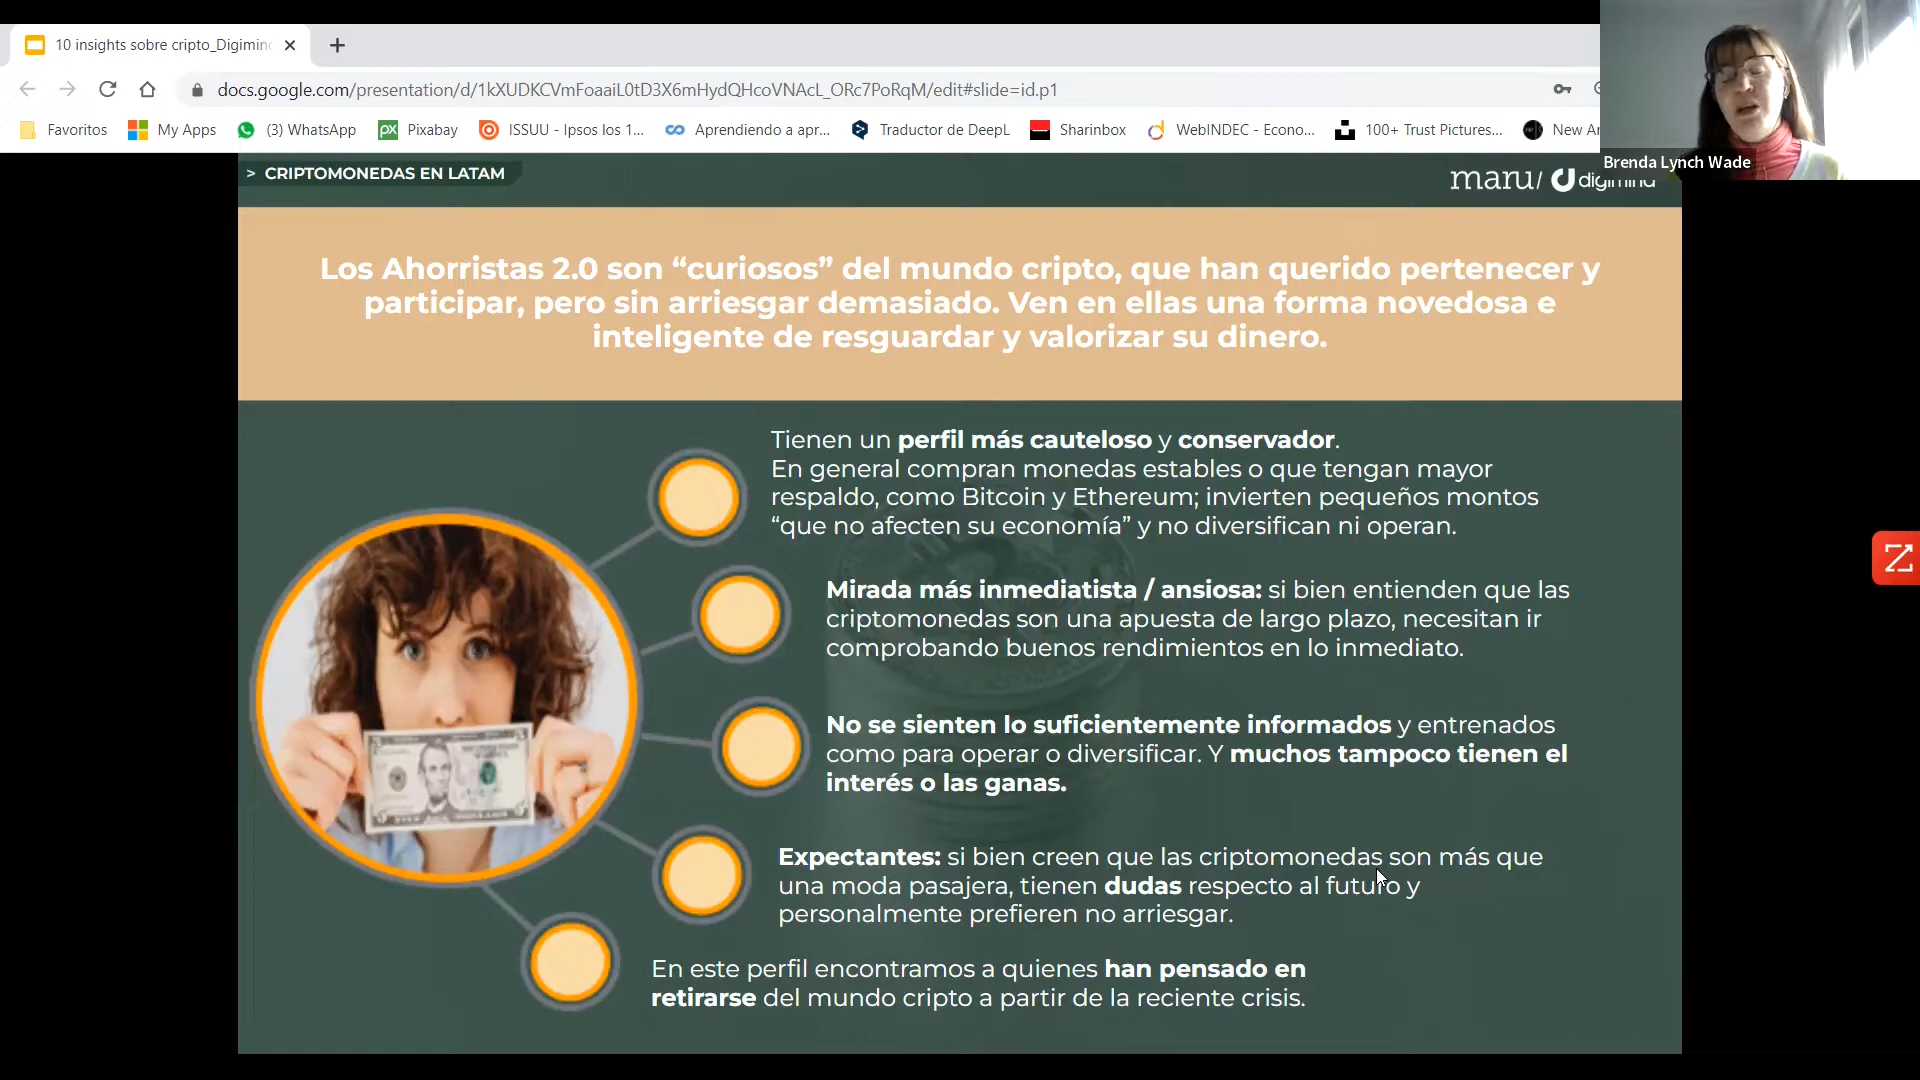 10 insights sobre cripto_Digimin
docs.google.com/presentation/d/1kXUDKCVmFoaaiL0tD3X6mHydQHcoVNAcL_ORc7PoRqM/edit#slide=id.p1
Favoritos My Apps (3) WhatsApp px Pixabay ISSUU - Ipsos los 1... Aprendiendo a apr... Traductor de DeepL Sharinbox WebINDEC - Econo... 100+ Trust Pictures... New Ar
Brenda Lynch Wade
> CRIPTOMONEDAS EN LATAM
maru/ digimind
Los Ahorristas 2.0 son “curiosos” del mundo cripto, que han querido pertenecer y
participar, pero sin arriesgar demasiado. Ven en ellas una forma novedosa e
inteligente de resguardar y valorizar su dinero.
Tienen un perfil más cauteloso y conservador.
En general compran monedas estables o que tengan mayor
respaldo, como Bitcoin y Ethereum; invierten pequeños montos
“que no afecten su economía” y no diversifican ni operan.
Mirada más inmediatista / ansiosa: si bien entienden que las
criptomonedas son una apuesta de largo plazo, necesitan ir
comprobando buenos rendimientos en lo inmediato.
No se sienten lo suficientemente informados y entrenados
como para operar o diversificar. Y muchos tampoco tienen el
interés o las ganas.
Expectantes: si bien creen que las criptomonedas son más que
una moda pasajera, tienen dudas respecto al futuro y
personalmente prefieren no arriesgar.
En este perfil encontramos a quienes han pensado en
retirarse del mundo cripto a partir de la reciente crisis.